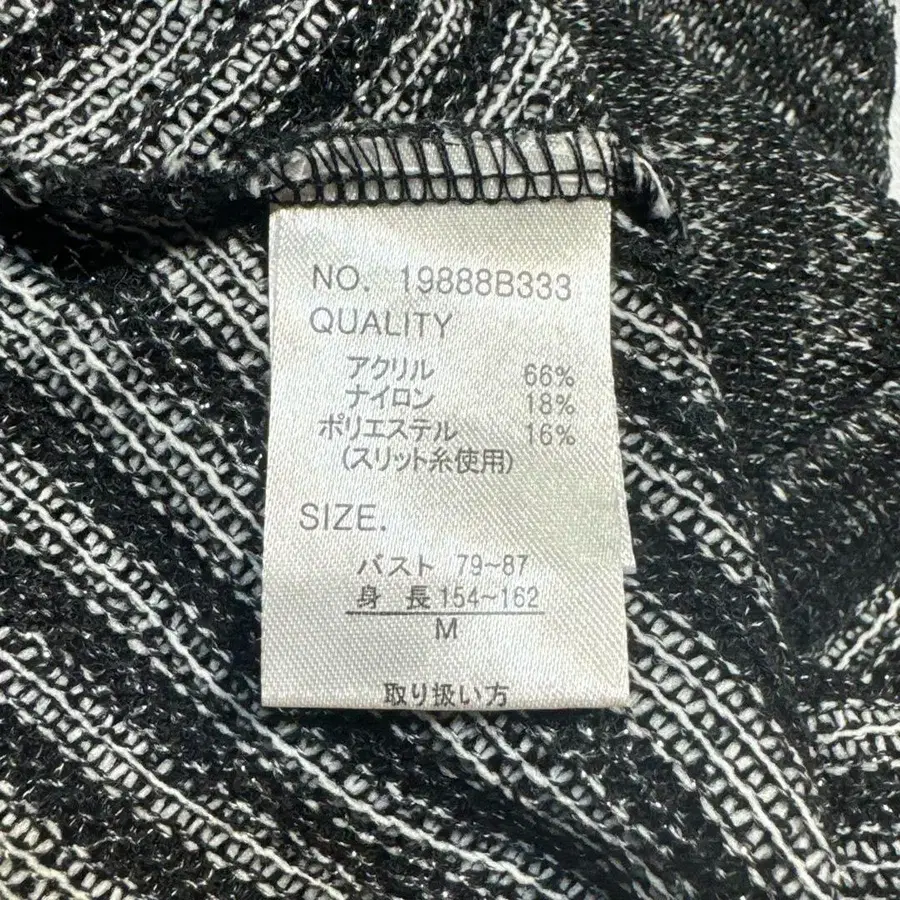 NO. 19888B333
QUALITY
アクリル 66%
ナイロン 18%
ポリエステル 16%
(スリット糸使用)
SIZE.
バスト 79~87
身 長 154~162
M
取り扱い方